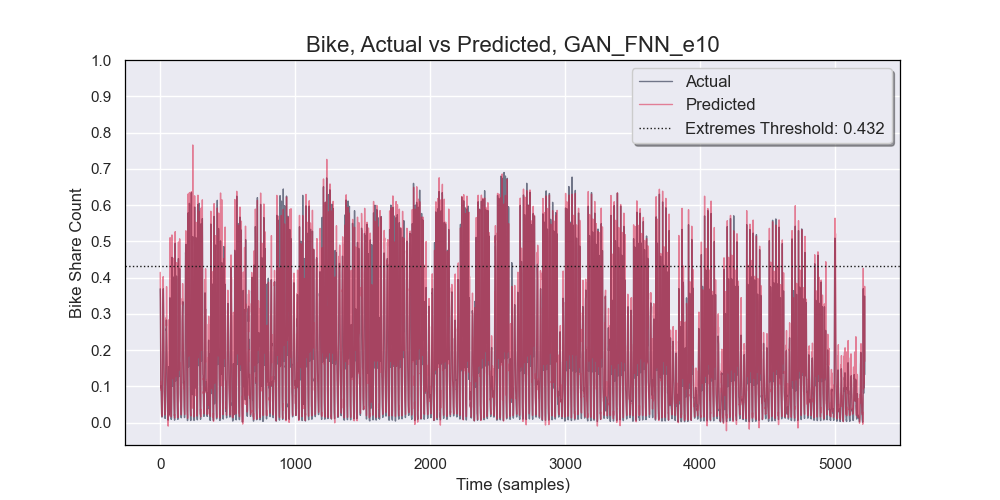 Bike, Actual vs Predicted, GAN_FNN_e10
1.0
0.9
0.8
0.7
0.6
0.5
0.4
0.3
0.2
0.1
0.0
Bike Share Count
Actual
Predicted
Extremes Threshold: 0.432
0 1000 2000 3000 4000 5000
Time (samples)